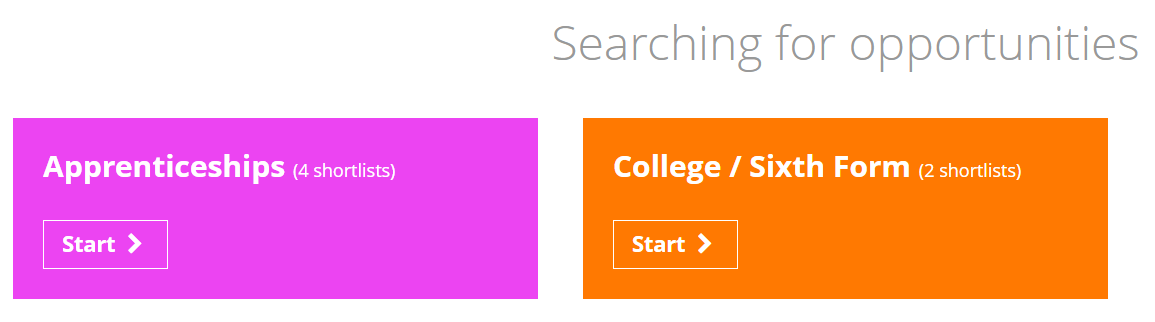 Searching for opportunities
Apprenticeships (4 shortlists)
Start
College / Sixth Form (2 shortlists)
Start